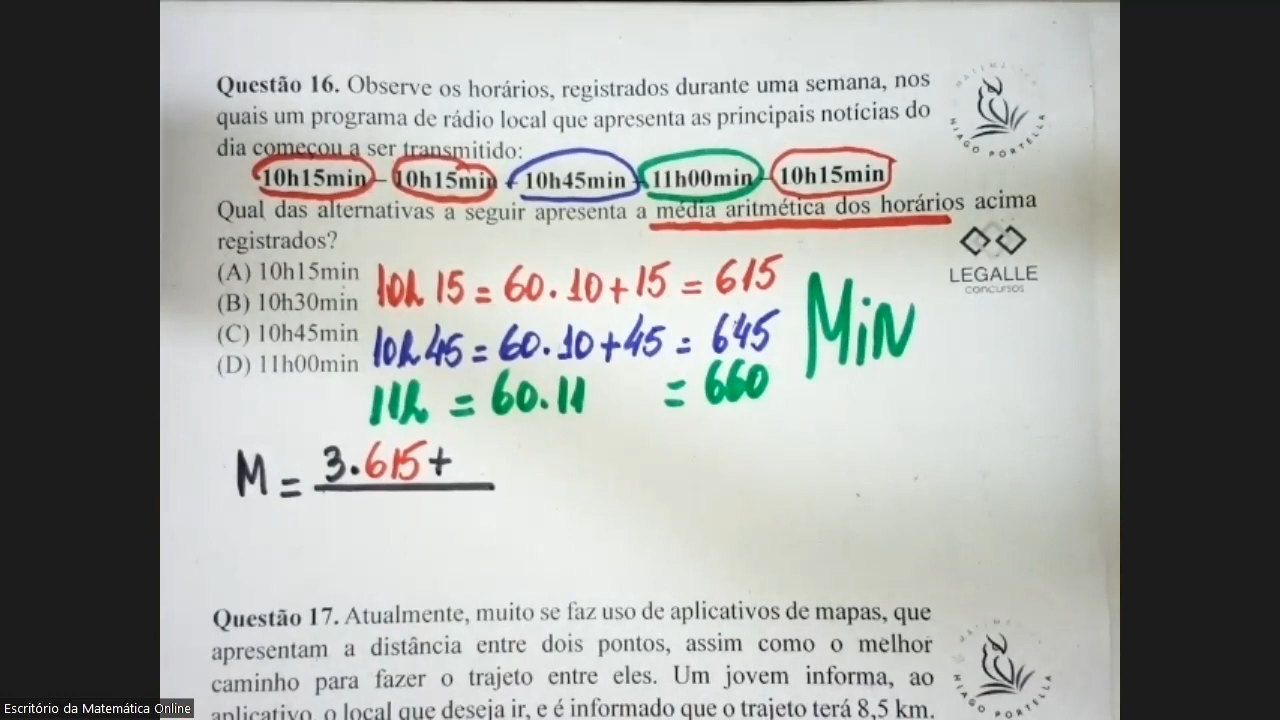 Questão 16. Observe os horários, registrados durante uma semana, nos
quais um programa de rádio local que apresenta as principais notícias do
dia começou a ser transmitido:
10h15min – 10h15min – 10h45min – 11h00min – 10h15min
Qual das alternativas a seguir apresenta a média aritmética dos horários acima
registrados?
(A) 10h15min
(B) 10h30min
(C) 10h45min
(D) 11h00min
10h 15 = 60.10+15 = 615
10h 45 = 60.10+45 = 645
11h = 60.11 = 660
MiN
M = 3.615+
MATEMÁTICA
THIAGO PORTELLA
LEGALLE
CONCURSOS
Questão 17. Atualmente, muito se faz uso de aplicativos de mapas, que
apresentam a distância entre dois pontos, assim como o melhor
caminho para fazer o trajeto entre eles. Um jovem informa, ao
aplicativo, o local que deseja ir, e é informado que o trajeto terá 8,5 km.
THIAGO PORTELLA
Escritório da Matemática Online